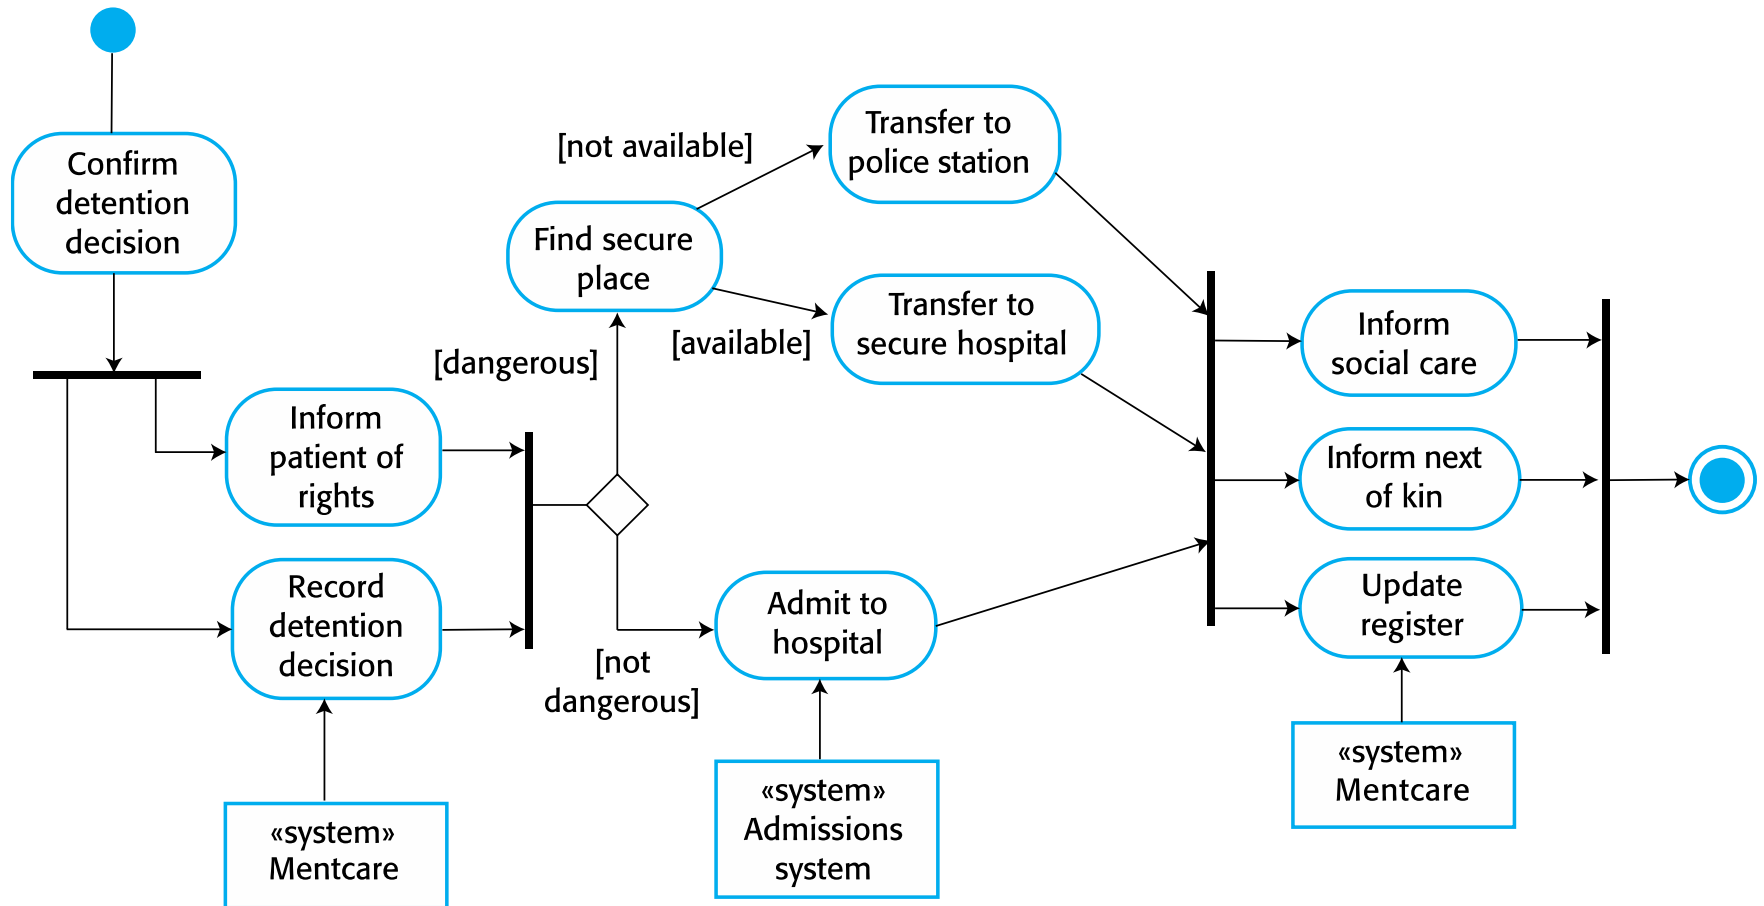 Confirm
detention
decision
Inform
patient of
rights
Record
detention
decision
«system»
Mentcare
[dangerous]
[not
dangerous]
Find secure
place
[not available]
[available]
Transfer to
police station
Transfer to
secure hospital
Admit to
hospital
«system»
Admissions
system
Inform
social care
Inform next
of kin
Update
register
«system»
Mentcare